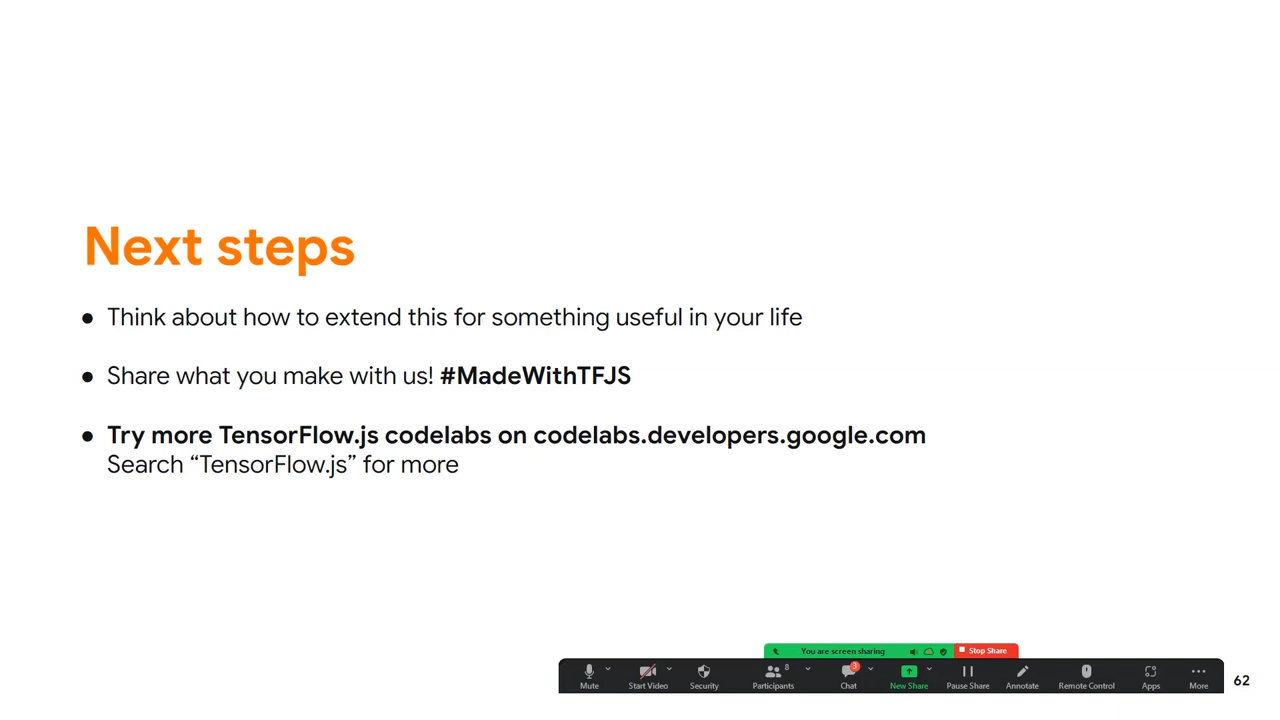 Next steps
● Think about how to extend this for something useful in your life
● Share what you make with us! #MadeWithTFJS
● Try more TensorFlow.js codelabs on codelabs.developers.google.com
Search “TensorFlow.js” for more
You are screen sharing Stop Share
8 3
Mute Start Video Security Participants Chat New Share Pause Share Annotate Remote Control Apps More
62